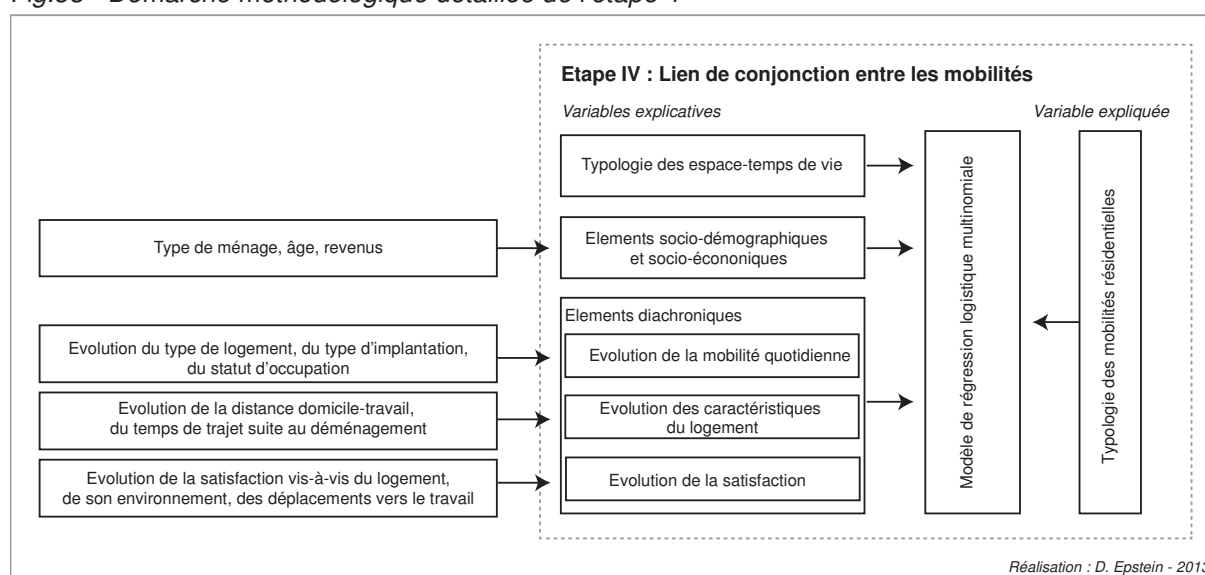 Etape IV : Lien de conjonction entre les mobilités
Variables explicatives
Variable expliquée
Typologie des espace-temps de vie
Type de ménage, âge, revenus
Elements socio-démographiques
et socio-écononiques
Elements diachroniques
Evolution du type de logement, du type d'implantation,
du statut d'occupation
Evolution de la mobilité quotidienne
Evolution de la distance domicile-travail,
du temps de trajet suite au déménagement
Evolution des caractéristiques
du logement
Evolution de la satisfaction vis-à-vis du logement,
de son environnement, des déplacements vers le travail
Evolution de la satisfaction
Modèle de régression logistique multinomiale
Typologie des mobilités résidentielles
Réalisation : D. Epstein - 2013